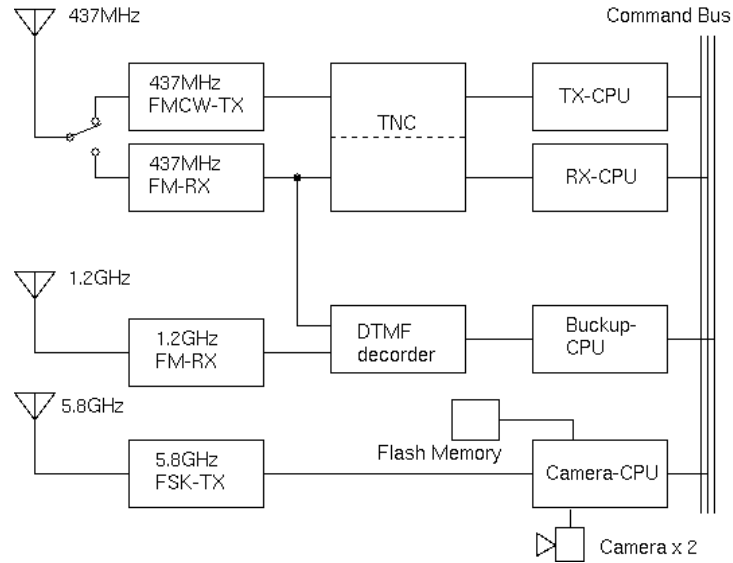 437MHz
Command Bus
437MHz
FMCW-TX
TNC
TX-CPU
437MHz
FM-RX
RX-CPU
1.2GHz
1.2GHz
FM-RX
DTMF
decorder
Buckup-
CPU
5.8GHz
Flash Memory
5.8GHz
FSK-TX
Camera-CPU
Camera x 2